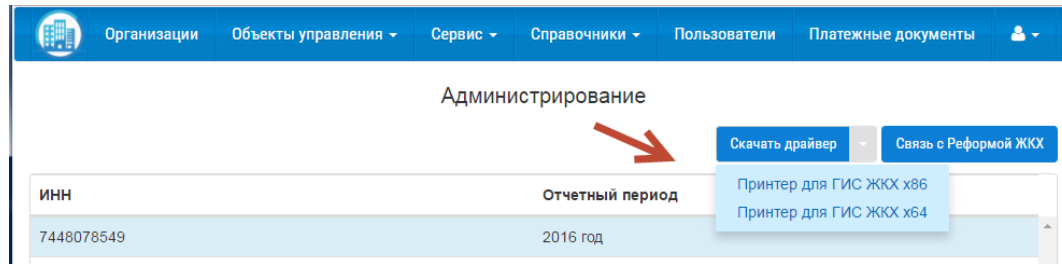 Организации Объекты управления Сервис Справочники Пользователи Платежные документы
Администрирование
Скачать драйвер Связь с Реформой ЖКХ
Принтер для ГИС ЖКХ x86
Принтер для ГИС ЖКХ x64
ИНН Отчетный период
7448078549 2016 год